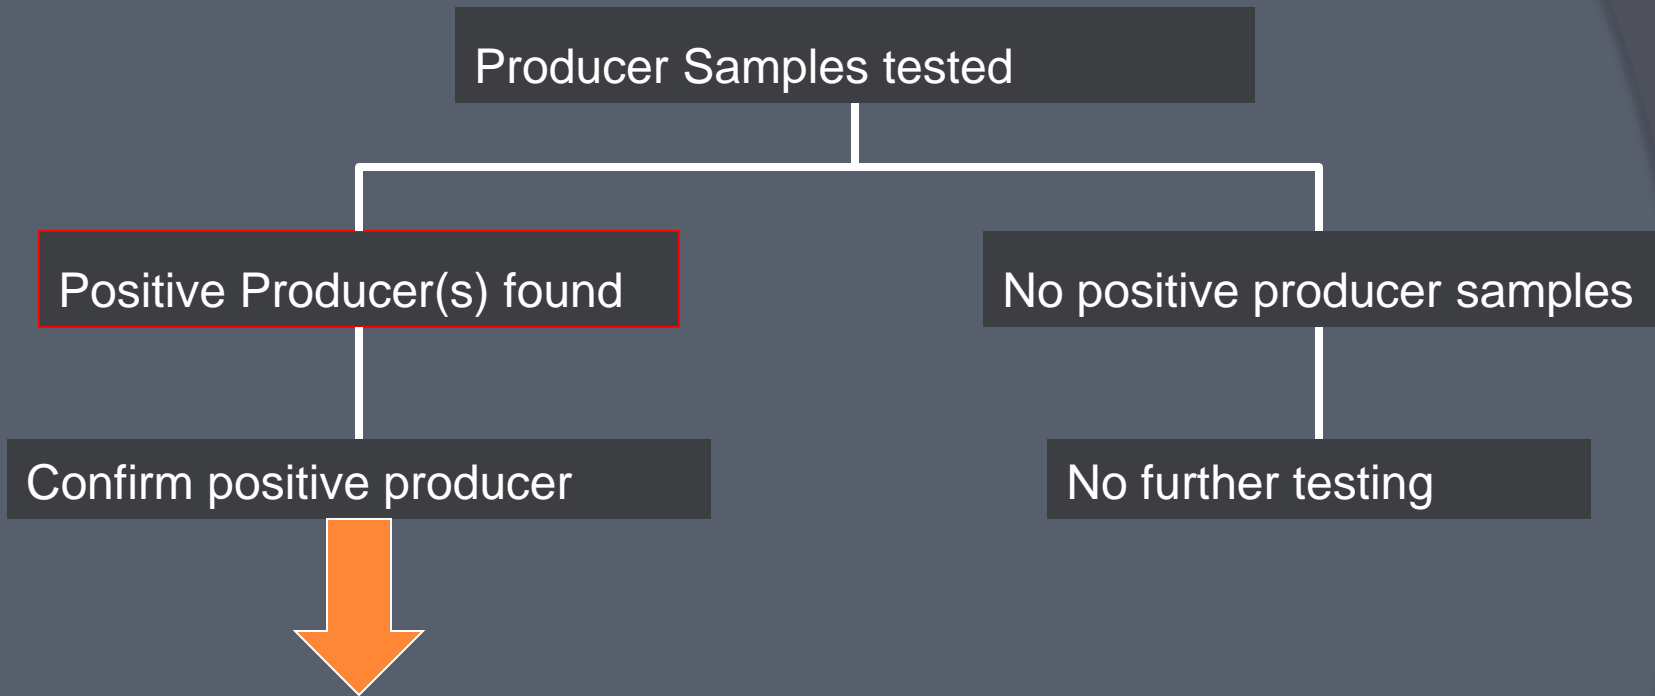 Producer Samples tested
Positive Producer(s) found
No positive producer samples
Confirm positive producer
No further testing